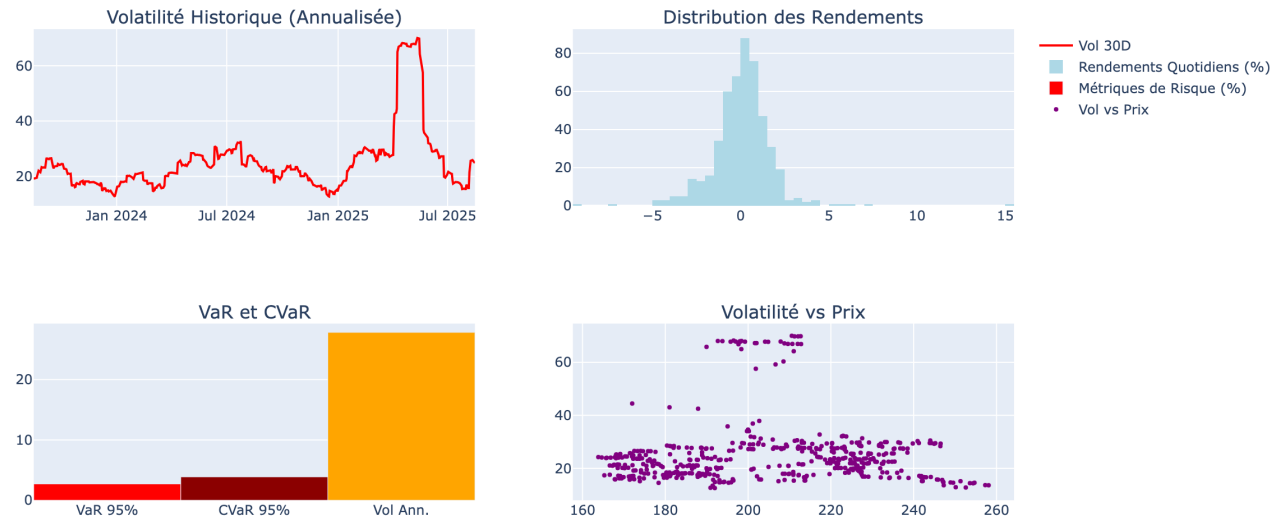 Volatilité Historique (Annualisée)
60
40
20
Jan 2024 Jul 2024 Jan 2025 Jul 2025
Distribution des Rendements
80
60
40
20
0
−5 0 5 10 15
Vol 30D
Rendements Quotidiens (%)
Métriques de Risque (%)
Vol vs Prix
VaR et CVaR
20
10
0
VaR 95% CVaR 95% Vol Ann.
Volatilité vs Prix
60
40
20
160 180 200 220 240 260